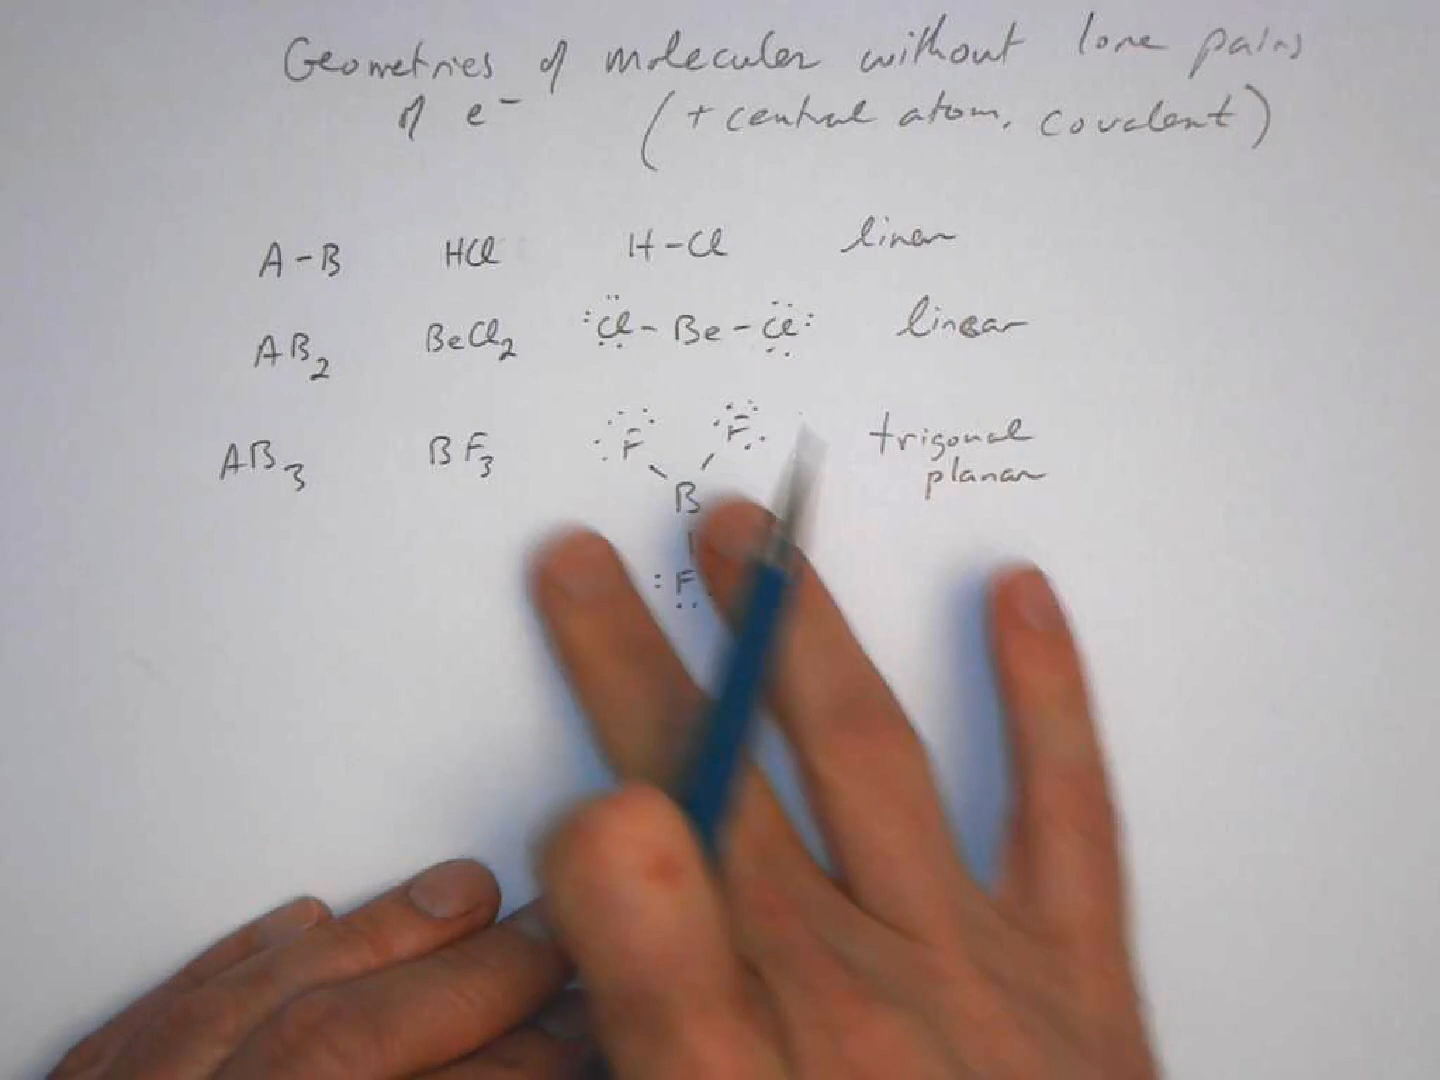 Geometries of molecules without lone pairs
of e⁻ (+ central atom, covalent)
A-B HCl H-Cl linear
AB₂ BeCl₂ :Cl-Be-Cl: linear
AB₃ BF₃ F F trigonal
planar
B
:F